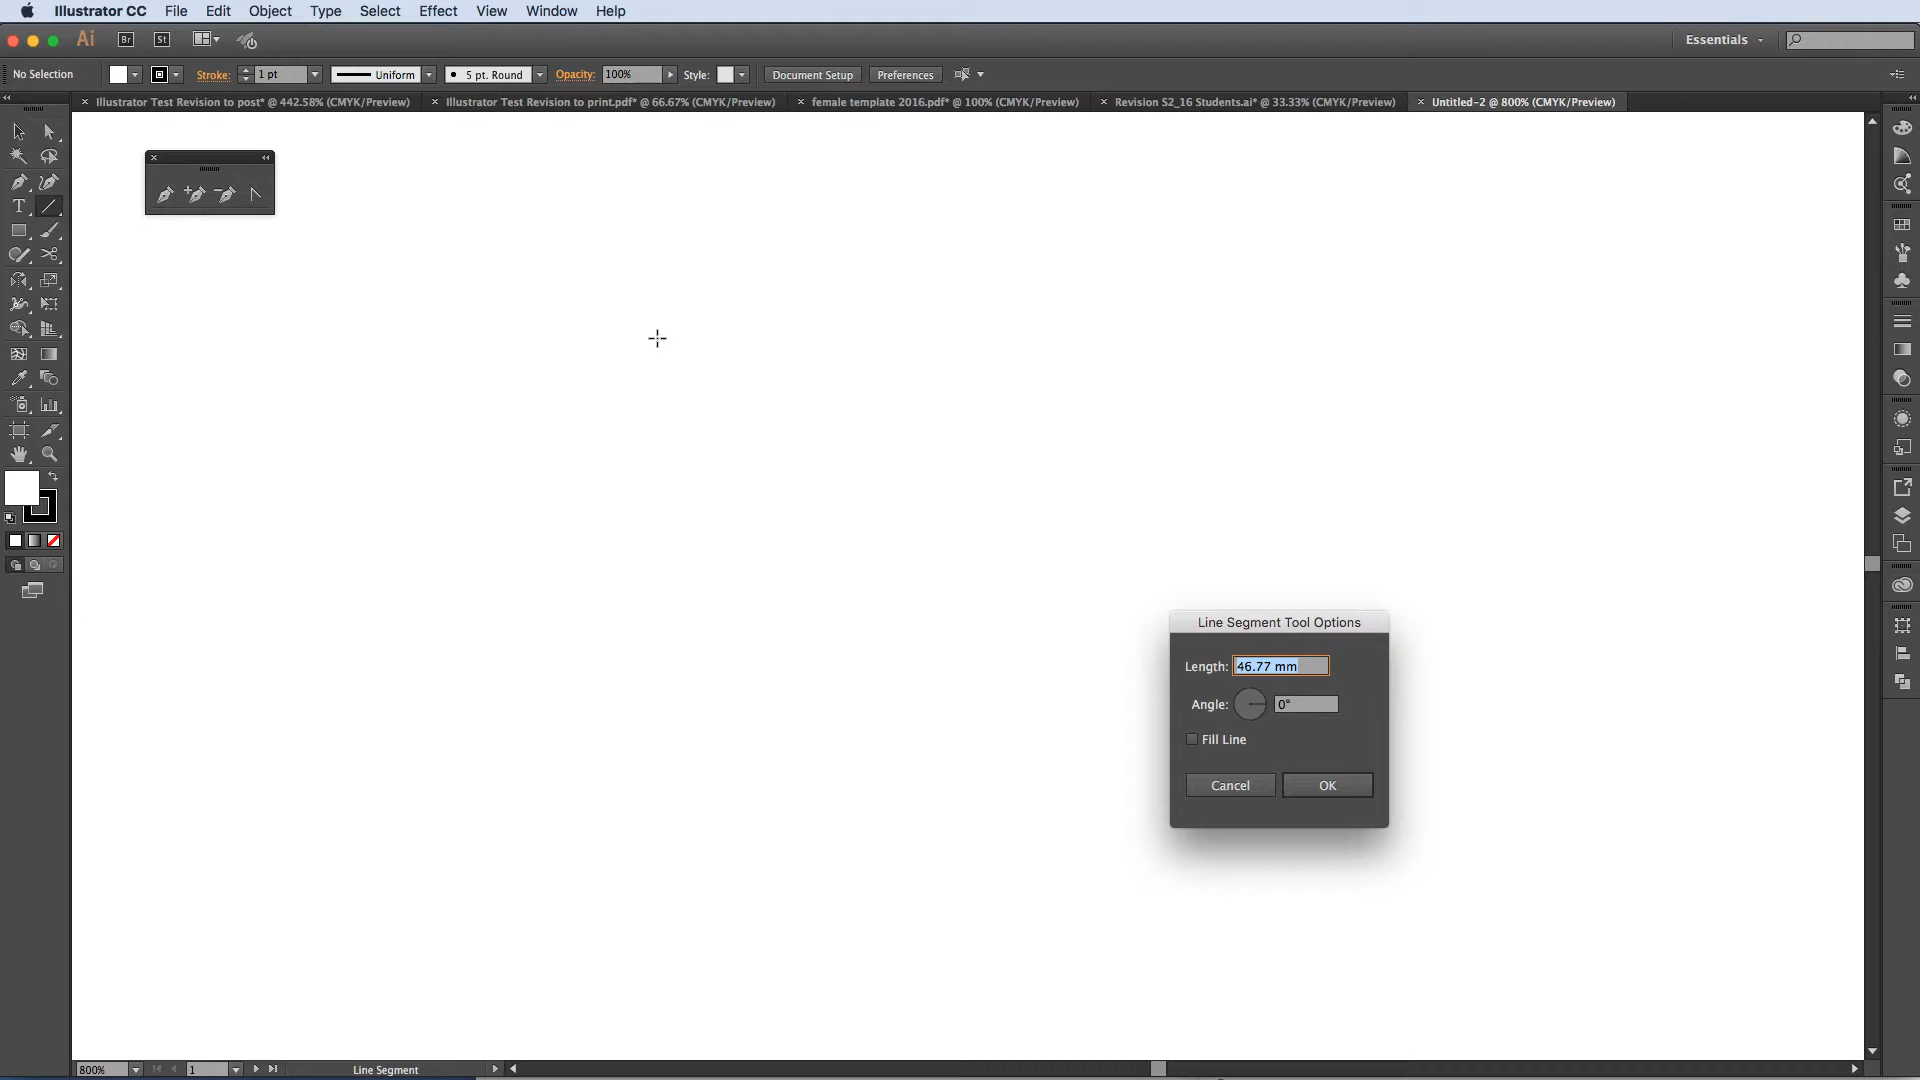 Illustrator CC File Edit Object Type Select Effect View Window Help
Ai Br St Essentials
No Selection Stroke: 1 pt Uniform 5 pt. Round Opacity: 100% Style: Document Setup Preferences
Illustrator Test Revision to post* @ 442.58% (CMYK/Preview) Illustrator Test Revision to print.pdf* @ 66.67% (CMYK/Preview) female template 2016.pdf* @ 100% (CMYK/Preview) Revision S2_16 Students.ai* @ 33.33% (CMYK/Preview) Untitled-2 @ 800% (CMYK/Preview)
Line Segment Tool Options
Length: 46.77 mm
Angle: 0°
Fill Line
Cancel OK
800% 1 Line Segment